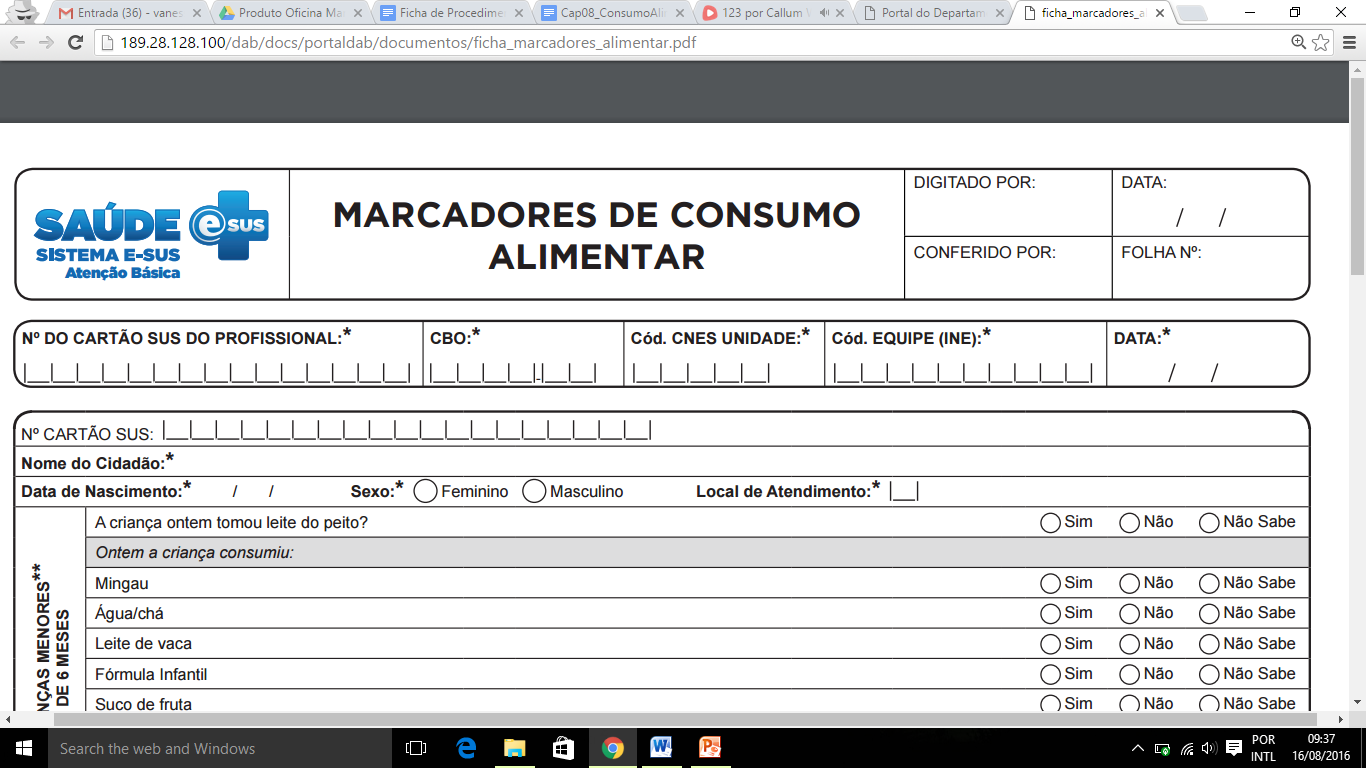 Entrada (36) - vanes
Produto Oficina Ma
Ficha de Procedime
Cap08_ConsumoAli
123 por Callum
Portal do Departam
ficha_marcadores_a
189.28.128.100/dab/docs/portaldab/documentos/ficha_marcadores_alimentar.pdf
SAÚDE e SUS
SISTEMA E-SUS
Atenção Básica
MARCADORES DE CONSUMO
ALIMENTAR
DIGITADO POR:
DATA:
/ /
CONFERIDO POR:
FOLHA Nº:
Nº DO CARTÃO SUS DO PROFISSIONAL:*
CBO:*
Cód. CNES UNIDADE:*
Cód. EQUIPE (INE):*
DATA:*
/ /
Nº CARTÃO SUS:
Nome do Cidadão:*
Data de Nascimento:* / / Sexo:* Feminino Masculino Local de Atendimento:*
NÇAS MENORES**
DE 6 MESES
A criança ontem tomou leite do peito? Sim Não Não Sabe
Ontem a criança consumiu:
Mingau Sim Não Não Sabe
Água/chá Sim Não Não Sabe
Leite de vaca Sim Não Não Sabe
Fórmula Infantil Sim Não Não Sabe
Suco de fruta Sim Não Não Sabe
Search the web and Windows
POR
INTL
09:37
16/08/2016